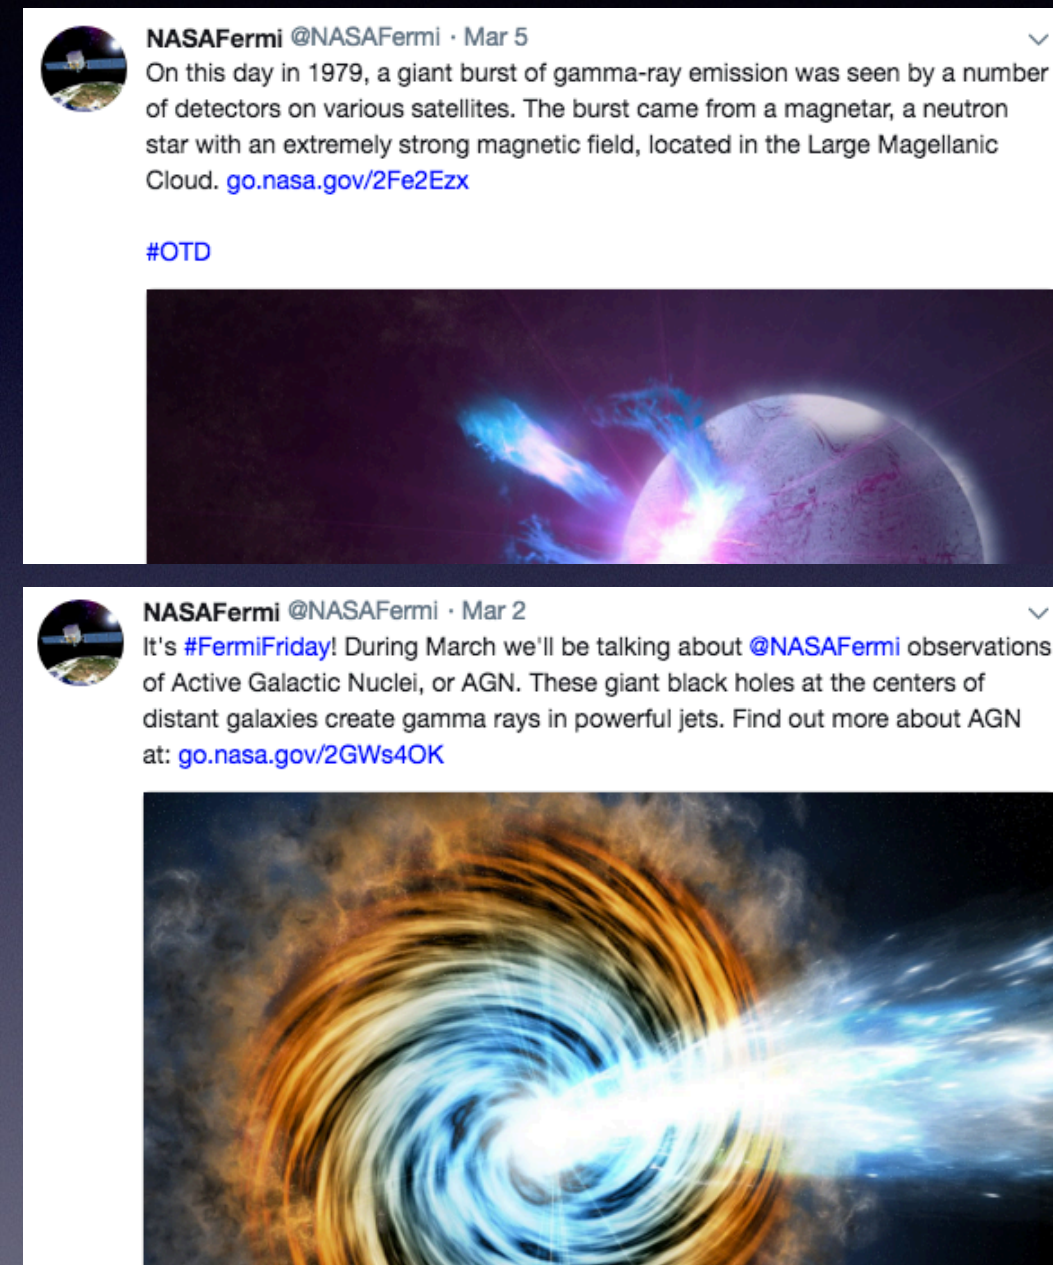 NASAFermi @NASAFermi · Mar 5
On this day in 1979, a giant burst of gamma-ray emission was seen by a number
of detectors on various satellites. The burst came from a magnetar, a neutron
star with an extremely strong magnetic field, located in the Large Magellanic
Cloud. go.nasa.gov/2Fe2Ezx
#OTD
NASAFermi @NASAFermi · Mar 2
It's #FermiFriday! During March we'll be talking about @NASAFermi observations
of Active Galactic Nuclei, or AGN. These giant black holes at the centers of
distant galaxies create gamma rays in powerful jets. Find out more about AGN
at: go.nasa.gov/2GWs4OK